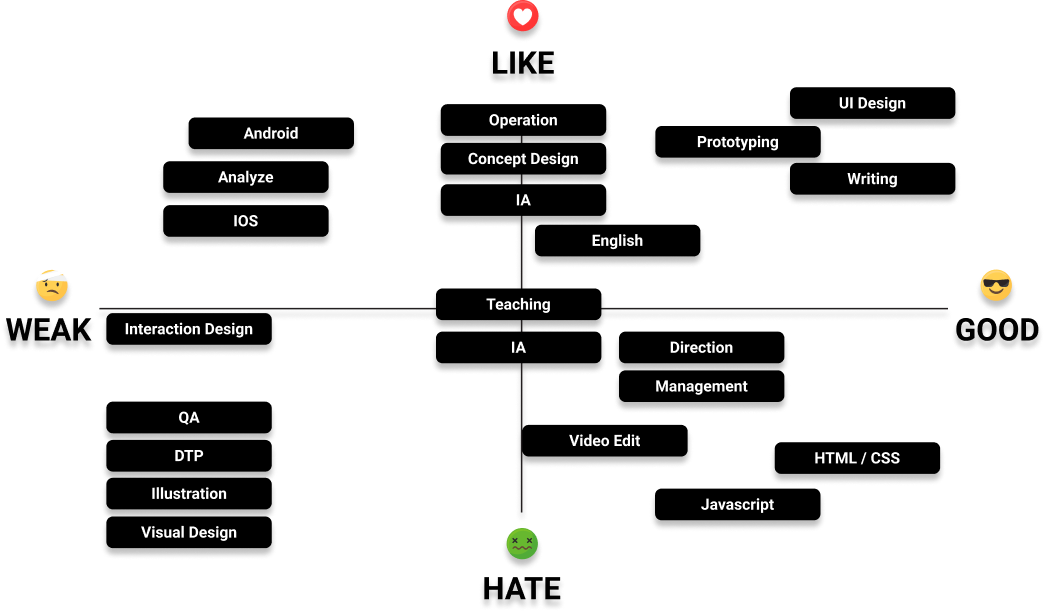 LIKE
UI Design
Operation
Android
Prototyping
Concept Design
Analyze
Writing
IA
IOS
English
Teaching
WEAK
GOOD
Interaction Design
IA
Direction
Management
QA
Video Edit
DTP
HTML / CSS
Illustration
Javascript
Visual Design
HATE